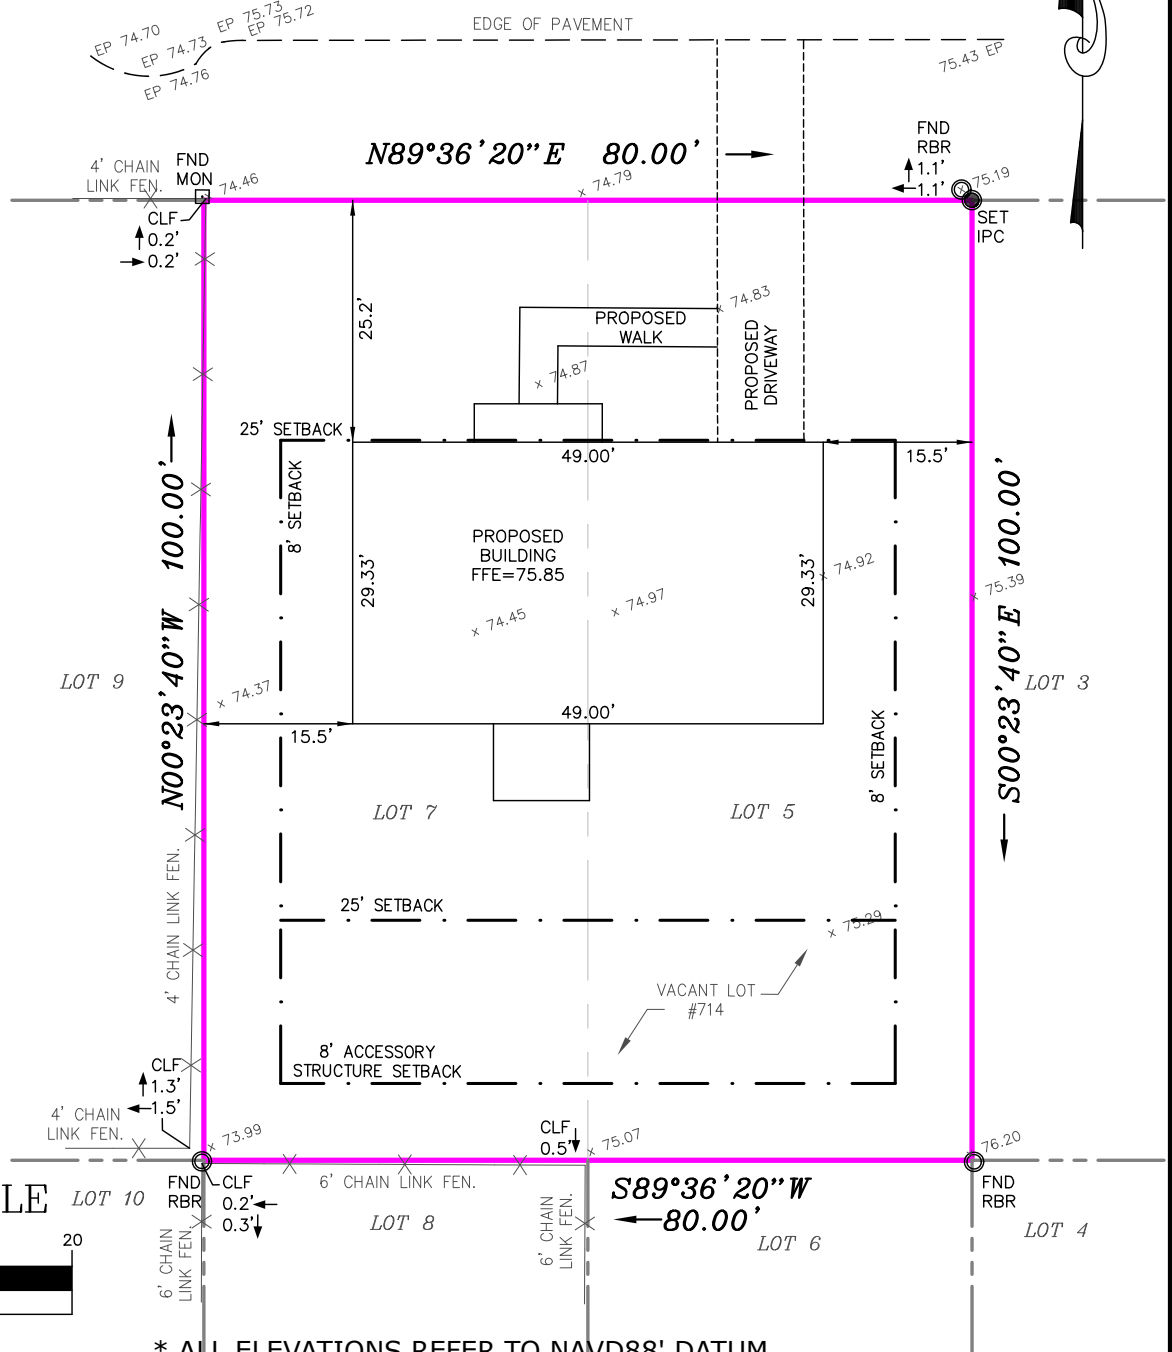 EP 75.73
EP 75.72
EDGE OF PAVEMENT
EP 74.70
EP 74.73
EP 74.76
75.43 EP
N89°36'20"E 80.00'
FND
RBR
1.1'
1.1'
75.19
4' CHAIN
LINK FEN.
FND
MON
74.46
74.79
CLF
0.2'
0.2'
SET
IPC
25.2'
74.83
PROPOSED
WALK
PROPOSED
DRIVEWAY
74.87
25' SETBACK
49.00'
15.5'
8' SETBACK
N00°23'40"W 100.00'
S00°23'40"E 100.00'
PROPOSED
BUILDING
FFE=75.85
29.33'
29.33'
74.92
75.39
74.97
74.45
LOT 9
74.37
LOT 3
49.00'
15.5'
8' SETBACK
LOT 7
LOT 5
4' CHAIN LINK FEN.
25' SETBACK
75.29
VACANT LOT
#714
8' ACCESSORY
STRUCTURE SETBACK
CLF
1.3'
1.5'
4' CHAIN
LINK FEN.
73.99
CLF
0.5'
75.07
76.20
LE
LOT 10
FND
RBR
CLF
0.2'
0.3'
6' CHAIN LINK FEN.
S89°36'20"W
80.00'
FND
RBR
LOT 8
LOT 6
LOT 4
20
6' CHAIN
LINK FEN.
6' CHAIN
LINK FEN.
* ALL ELEVATIONS REFER TO NAVD88' DATUM